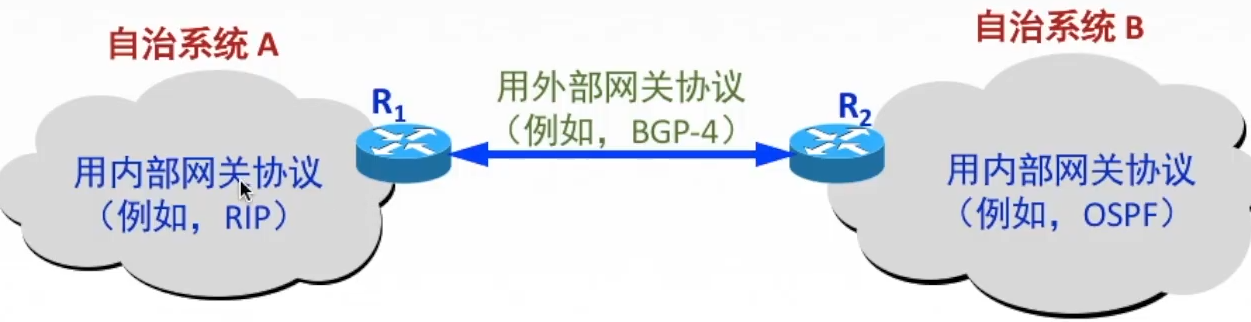 自治系统 A
自治系统 B
用外部网关协议
（例如，BGP-4）
R1
R2
用内部网关协议
（例如，RIP）
用内部网关协议
（例如，OSPF）